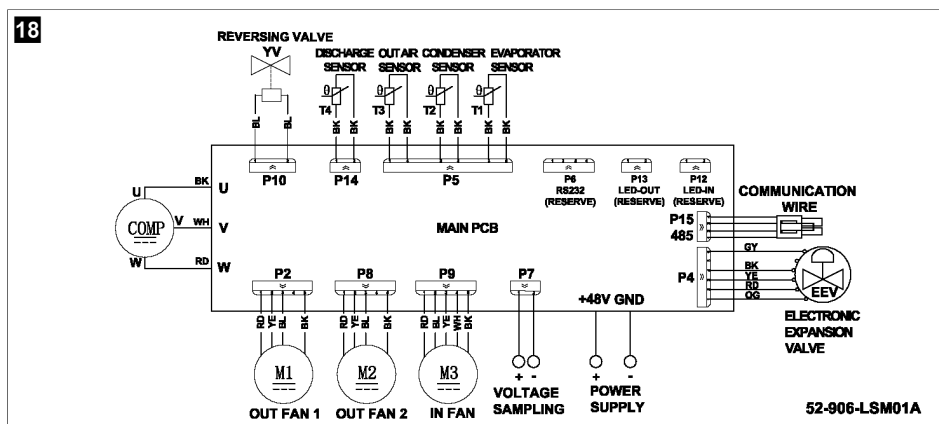 18
REVERSING VALVE
YV
DISCHARGE SENSOR
OUT AIR SENSOR
CONDENSER SENSOR
EVAPORATOR SENSOR
θ θ θ θ
T4 T3 T2 T1
BL BL BK BK BK BK BK BK BK BK
P10 P14 P5
P6
RS232
(RESERVE)
P13
LED-OUT
(RESERVE)
P12
LED-IN
(RESERVE)
COMMUNICATION
WIRE
P15
485
U BK U
COMP V WH V
W RD W
MAIN PCB
P4
GY
BK
YE
RD
OG
EEV
ELECTRONIC
EXPANSION
VALVE
P2 P8 P9 P7
+48V GND
RD YE BL BK
RD YE BL BK
RD BL YE WH BK
M1 M2 M3
+ - + -
OUT FAN 1
OUT FAN 2
IN FAN
VOLTAGE
SAMPLING
POWER
SUPPLY
52-906-LSM01A